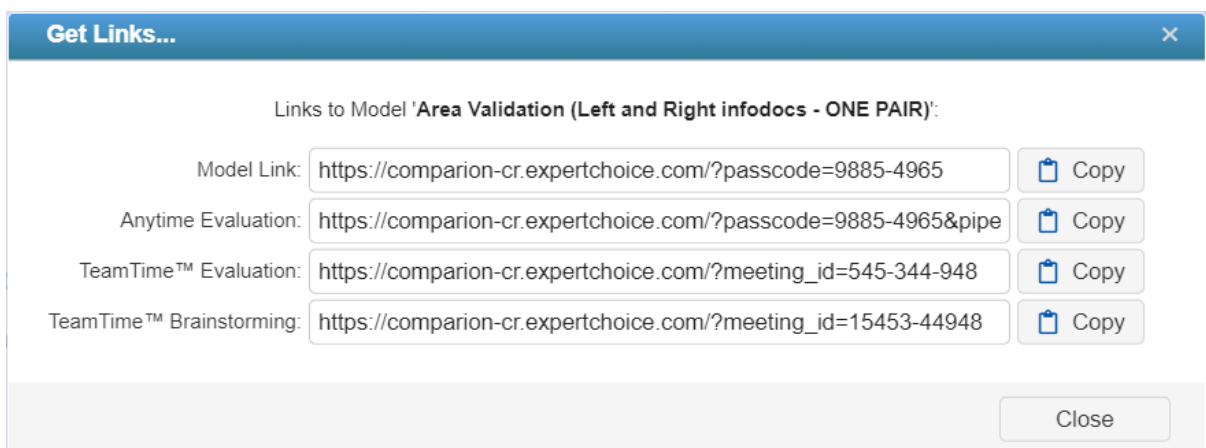 Get Links...
Links to Model 'Area Validation (Left and Right infodocs - ONE PAIR)':
Model Link: https://comparion-cr.expertchoice.com/?passcode=9885-4965 Copy
Anytime Evaluation: https://comparion-cr.expertchoice.com/?passcode=9885-4965&pipe Copy
TeamTime™ Evaluation: https://comparion-cr.expertchoice.com/?meeting_id=545-344-948 Copy
TeamTime™ Brainstorming: https://comparion-cr.expertchoice.com/?meeting_id=15453-44948 Copy
Close